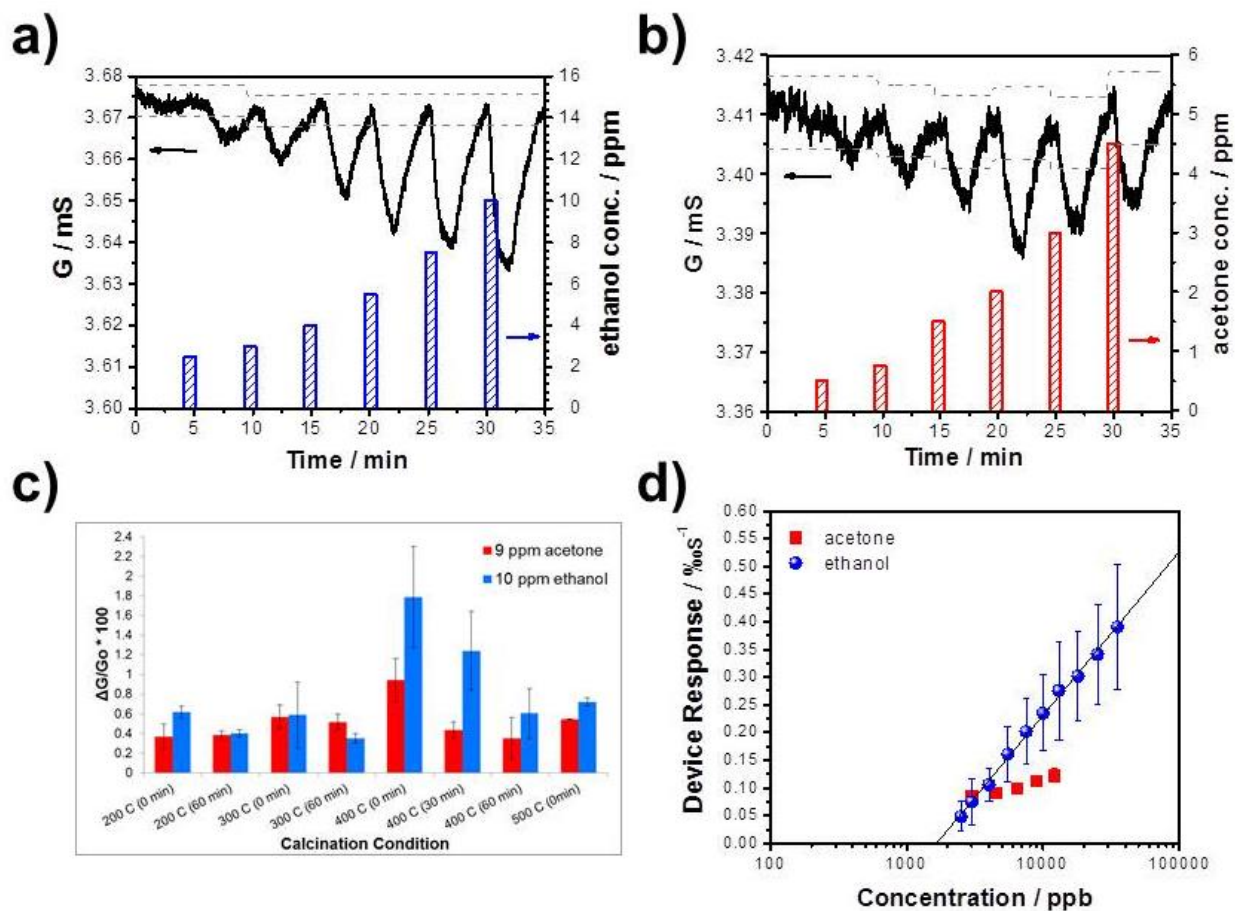 a)
3.68
3.67
3.66
3.65
3.64
3.63
3.62
3.61
3.60
G / mS
0 5 10 15 20 25 30 35
Time / min
16
14
12
10
8
6
4
2
0
ethanol conc. / ppm
b)
3.42
3.41
3.40
3.39
3.38
3.37
3.36
G / mS
0 5 10 15 20 25 30 35
Time / min
6
5
4
3
2
1
0
acetone conc. / ppm
c)
2.4
2.2
2
1.8
1.6
1.4
1.2
1
0.8
0.6
0.4
0.2
0
ΔG/Go * 100
9 ppm acetone
10 ppm ethanol
200 C (0 min) 200 C (60 min) 300 C (0 min) 300 C (60 min) 400 C (0 min) 400 C (30 min) 400 C (60 min) 500 C (0min)
Calcination Condition
d)
0.60
0.55
0.50
0.45
0.40
0.35
0.30
0.25
0.20
0.15
0.10
0.05
0.00
Device Response / ‰S⁻¹
acetone
ethanol
100 1000 10000 100000
Concentration / ppb